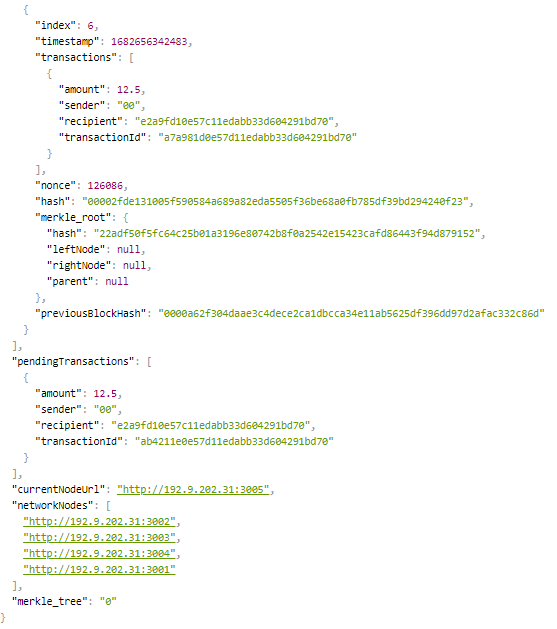 {
"index": 6,
"timestamp": 1682656342483,
"transactions": [
{
"amount": 12.5,
"sender": "00",
"recipient": "e2a9fd10e57c11edabb33d604291bd70",
"transactionId": "a7a981d0e57d11edabb33d604291bd70"
}
],
"nonce": 126086,
"hash": "00002fde131005f590584a689a82eda5505f36be68a0fb785df39bd294240f23",
"merkle_root": {
"hash": "22adf50f5fc64c25b01a3196e80742b8f0a2542e15423cafd86443f94d879152",
"leftNode": null,
"rightNode": null,
"parent": null
},
"previousBlockHash": "0000a62f304daae3c4dece2ca1dbcca34e11ab5625df396dd97d2afac332c86d"
}
],
"pendingTransactions": [
{
"amount": 12.5,
"sender": "00",
"recipient": "e2a9fd10e57c11edabb33d604291bd70",
"transactionId": "ab4211e0e57d11edabb33d604291bd70"
}
],
"currentNodeUrl": "http://192.9.202.31:3005",
"networkNodes": [
"http://192.9.202.31:3002",
"http://192.9.202.31:3003",
"http://192.9.202.31:3004",
"http://192.9.202.31:3001"
],
"merkle_tree": "0"
}